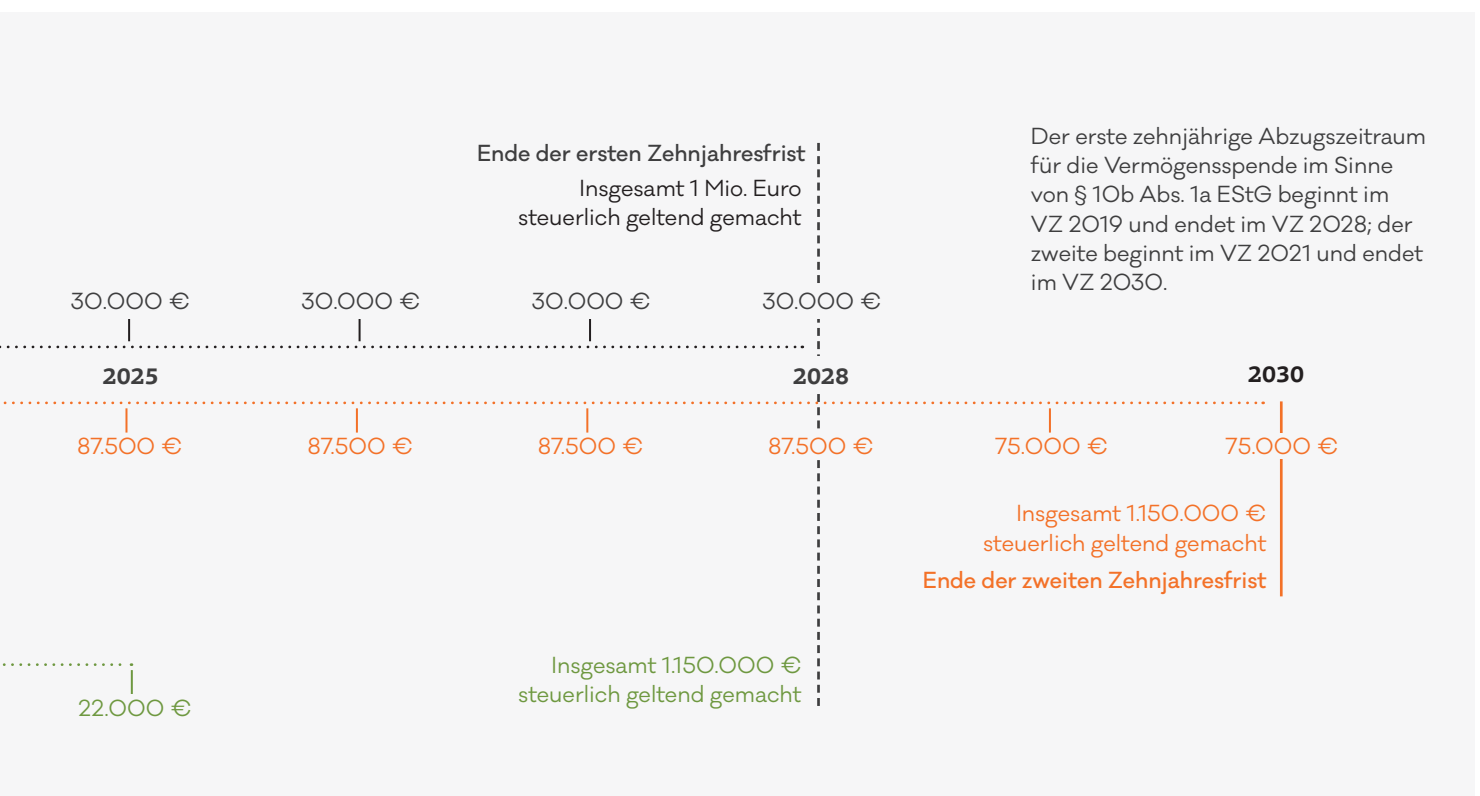 Der erste zehnjährige Abzugszeitraum
für die Vermögensspende im Sinne
von § 10b Abs. 1a EStG beginnt im
VZ 2019 und endet im VZ 2028; der
zweite beginnt im VZ 2021 und endet
im VZ 2030.
Ende der ersten Zehnjahresfrist
Insgesamt 1 Mio. Euro
steuerlich geltend gemacht
30.000 € 30.000 € 30.000 € 30.000 €
2025 2028 2030
87.500 € 87.500 € 87.500 € 87.500 € 75.000 € 75.000 €
Insgesamt 1.150.000 €
steuerlich geltend gemacht
Ende der zweiten Zehnjahresfrist
Insgesamt 1.150.000 €
steuerlich geltend gemacht
22.000 €